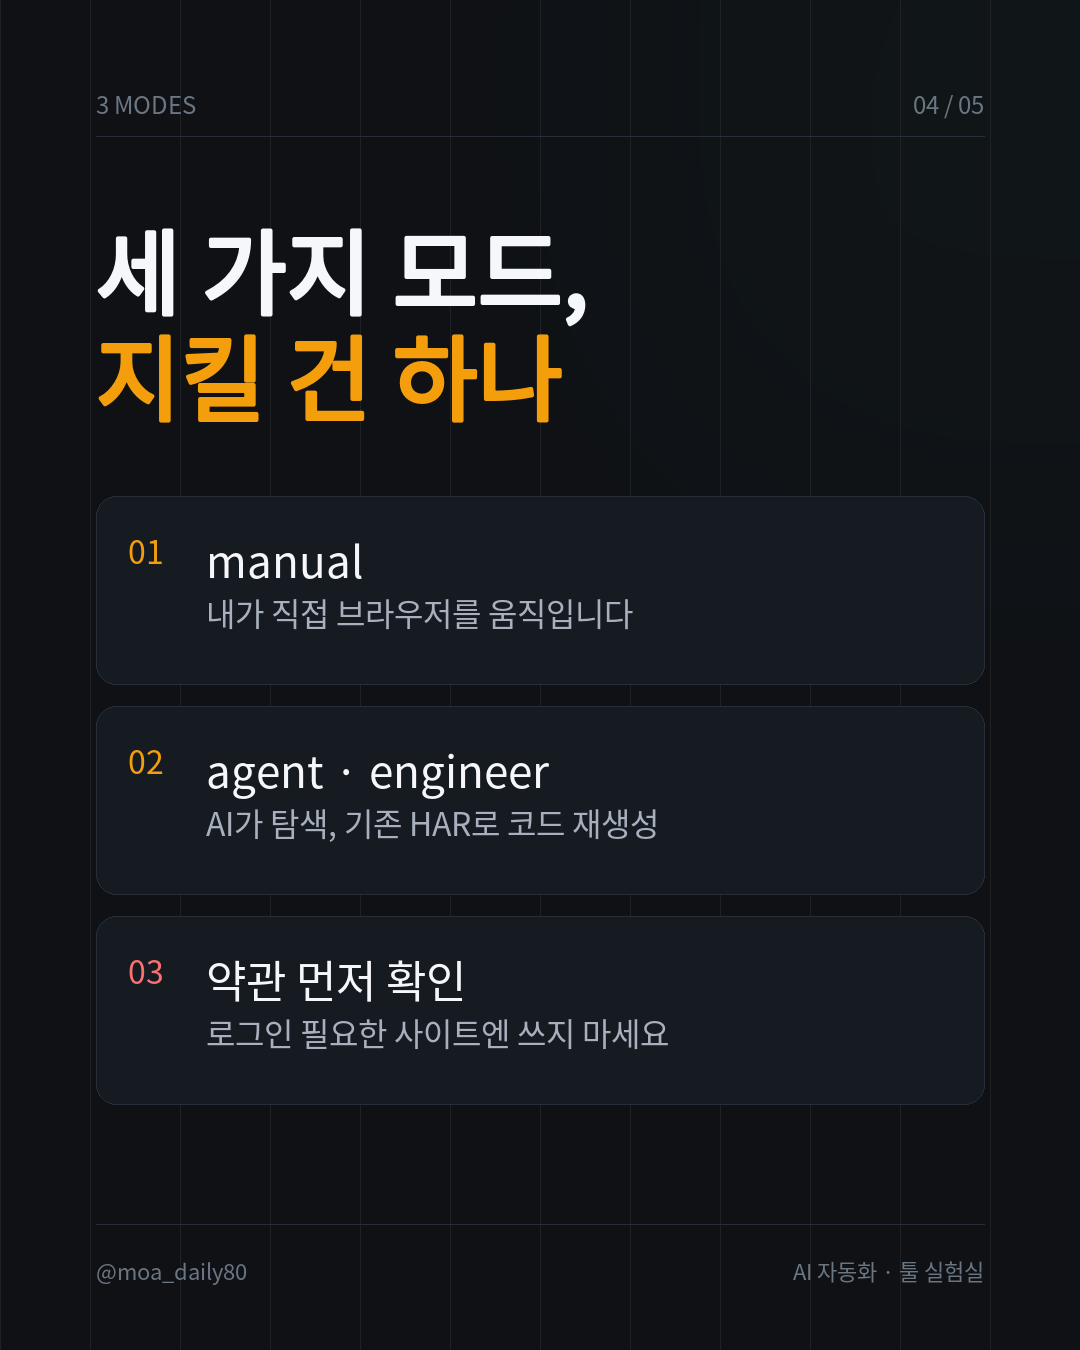 3 MODES
04 / 05
세 가지 모드,
지킬 건 하나
01
manual
내가 직접 브라우저를 움직입니다
02
agent · engineer
AI가 탐색, 기존 HAR로 코드 재생성
03
약관 먼저 확인
로그인 필요한 사이트엔 쓰지 마세요
@moa_daily80
AI 자동화 · 툴 실험실